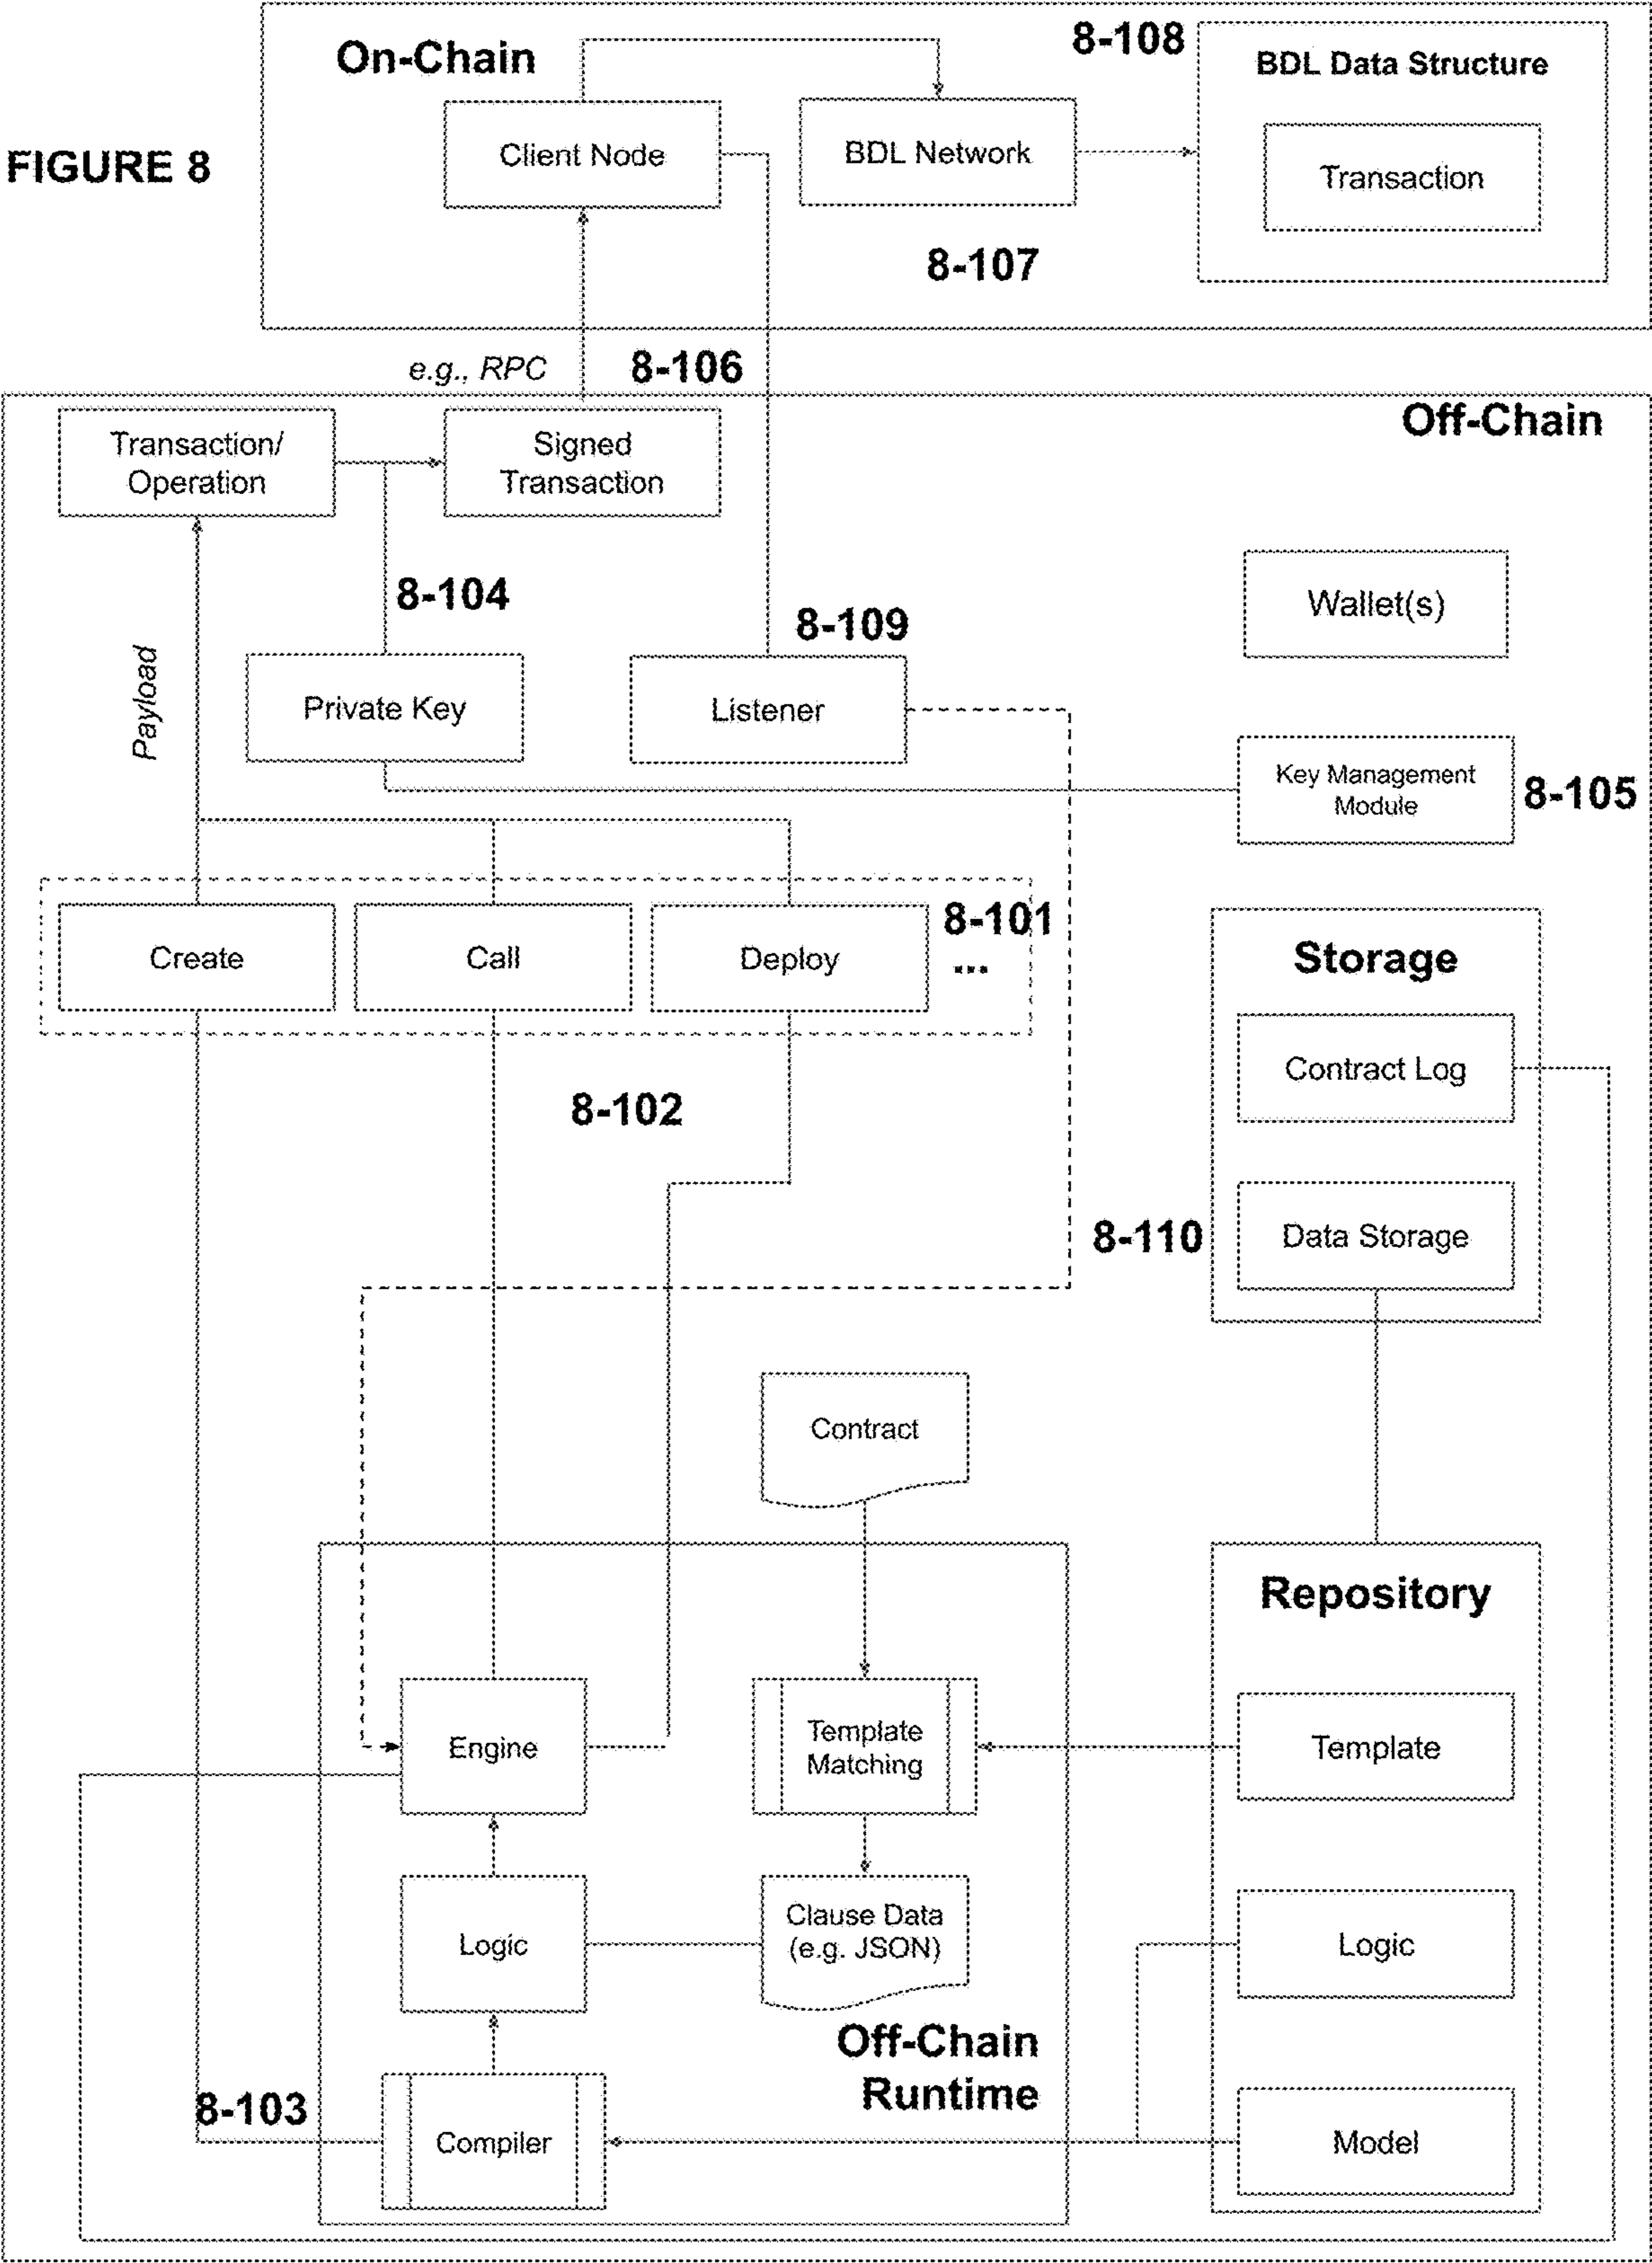 FIGURE 8
On-Chain
8-108
BDL Data Structure
Client Node
BDL Network
Transaction
8-107
e.g., RPC
8-106
Off-Chain
Transaction/
Operation
Signed
Transaction
8-104
Wallet(s)
8-109
Payload
Private Key
Listener
Key Management
Module
8-105
8-101
Create
Call
Deploy
...
Storage
Contract Log
8-102
8-110
Data Storage
Contract
Repository
Engine
Template
Matching
Template
Logic
Clause Data
(e.g. JSON)
Logic
Off-Chain
Runtime
8-103
Compiler
Model